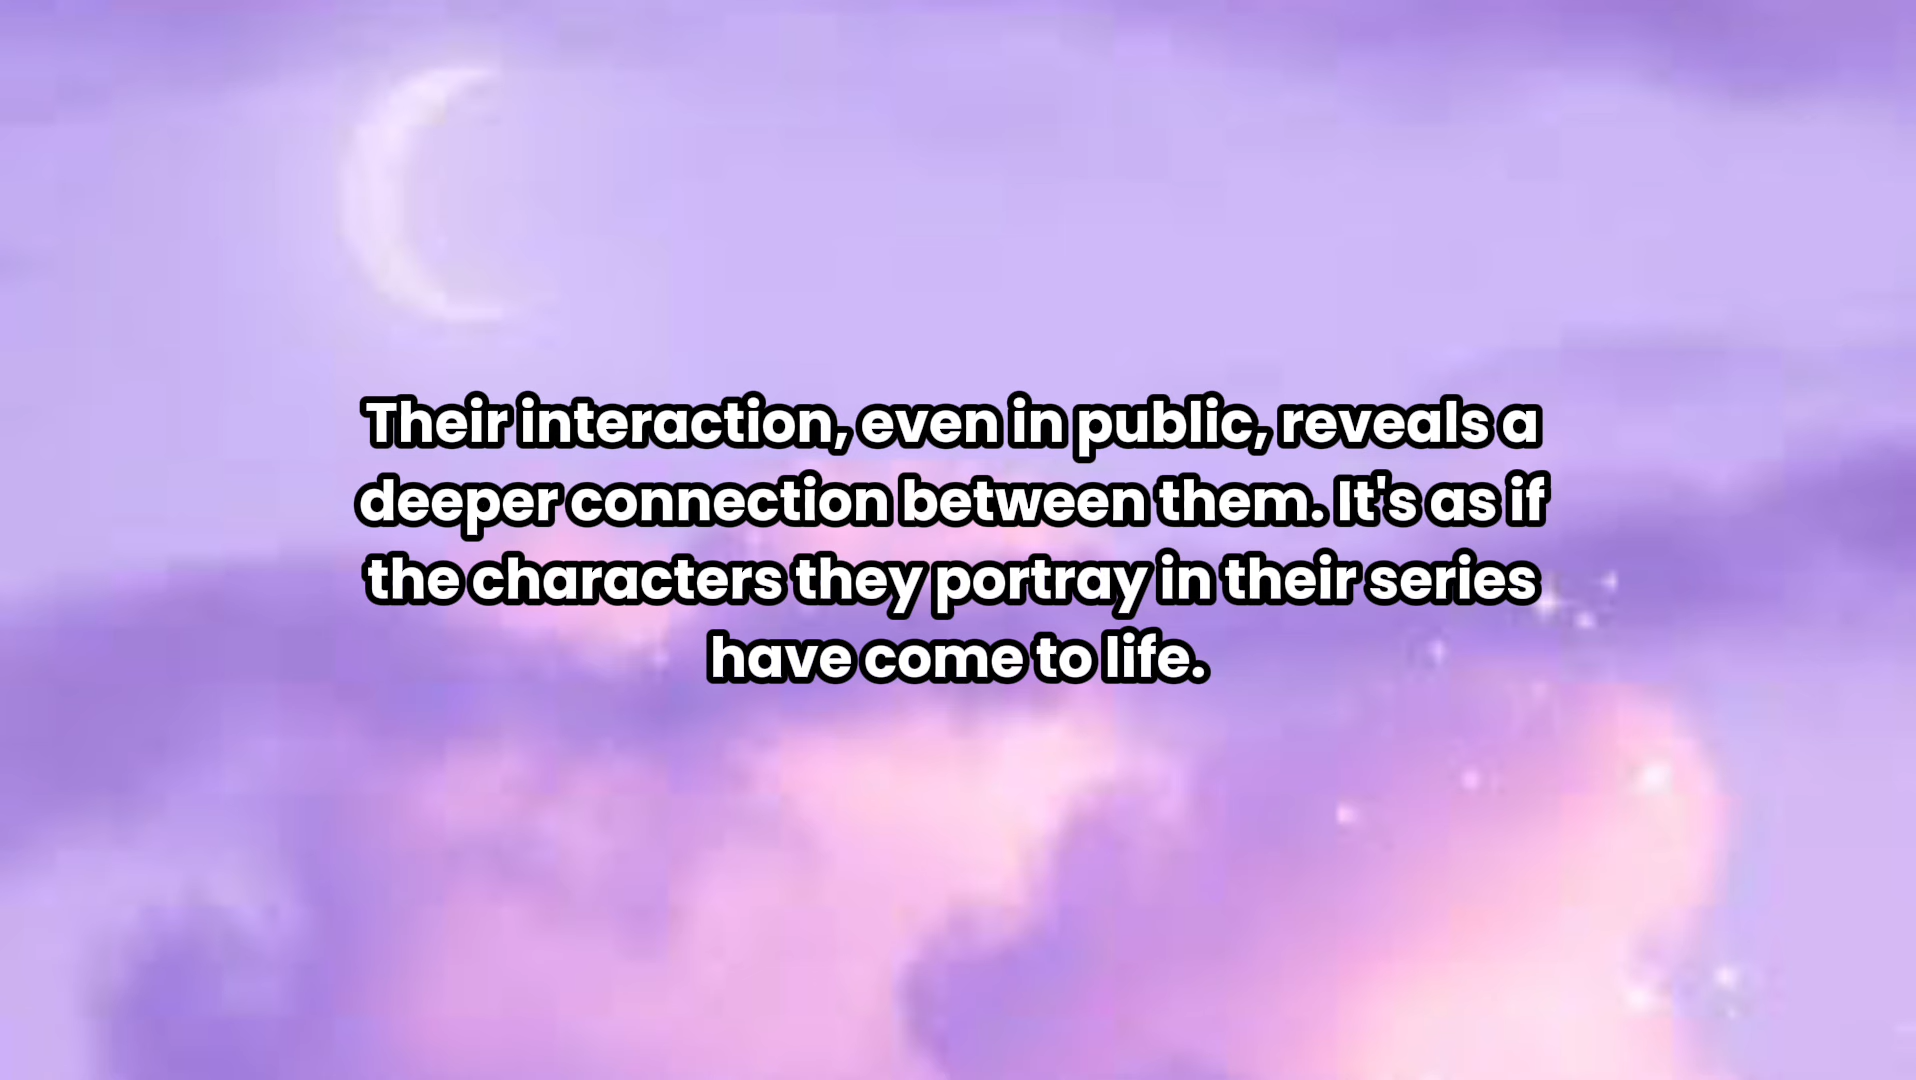 Their interaction, even in public, reveals a
deeper connection between them. It's as if
the characters they portray in their series
have come to life.